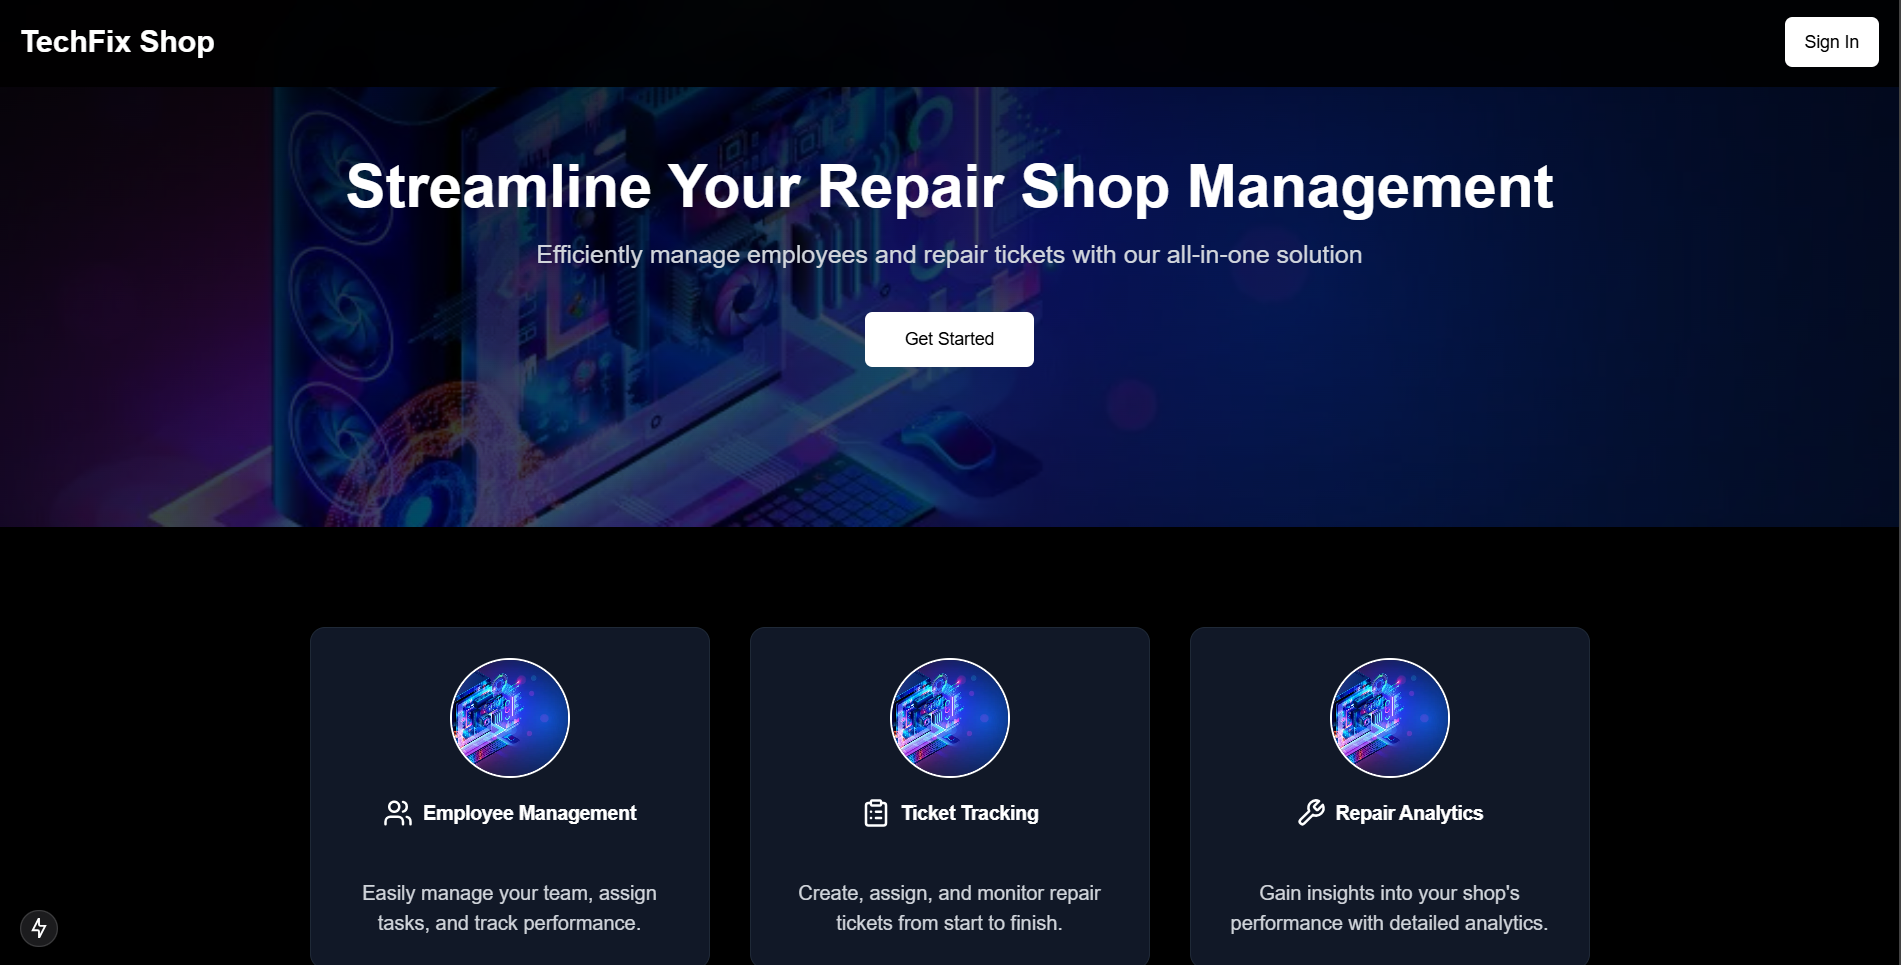 TechFix Shop
Sign In
Streamline Your Repair Shop Management
Efficiently manage employees and repair tickets with our all-in-one solution
Get Started
Employee Management
Easily manage your team, assign
tasks, and track performance.
Ticket Tracking
Create, assign, and monitor repair
tickets from start to finish.
Repair Analytics
Gain insights into your shop's
performance with detailed analytics.